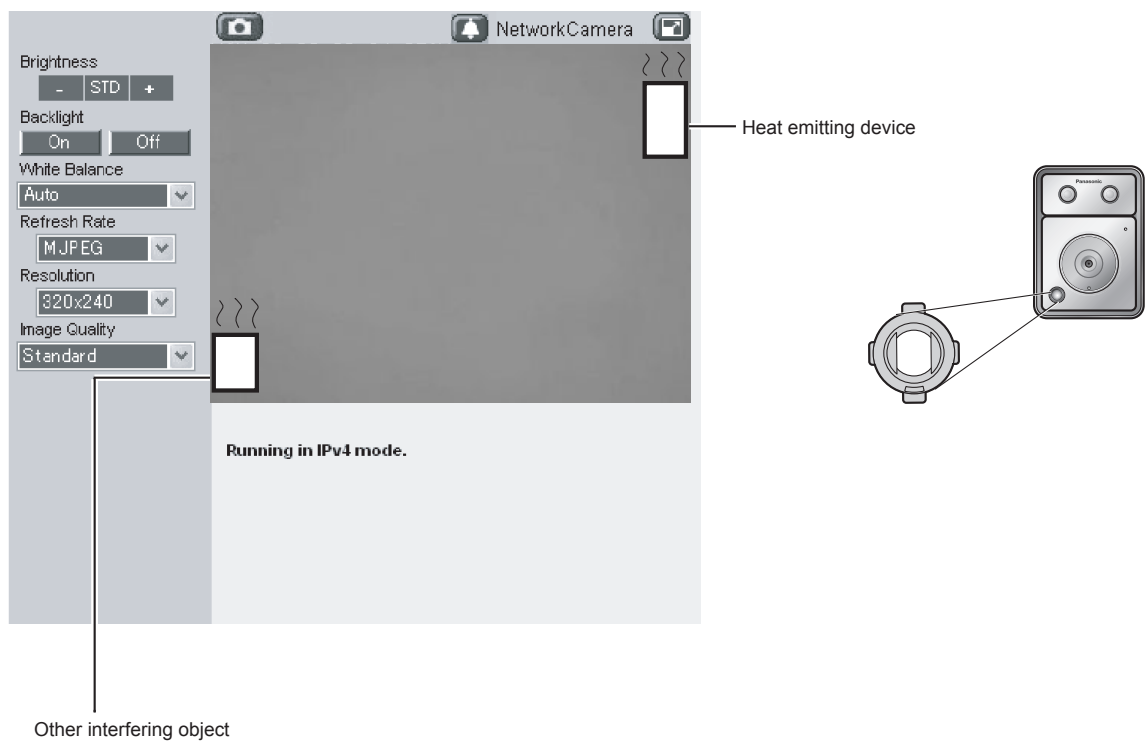 NetworkCamera
Brightness
- STD +
Backlight
On Off
White Balance
Auto
Refresh Rate
MJPEG
Resolution
320x240
Image Quality
Standard
Heat emitting device
Panasonic
Running in IPv4 mode.
Other interfering object